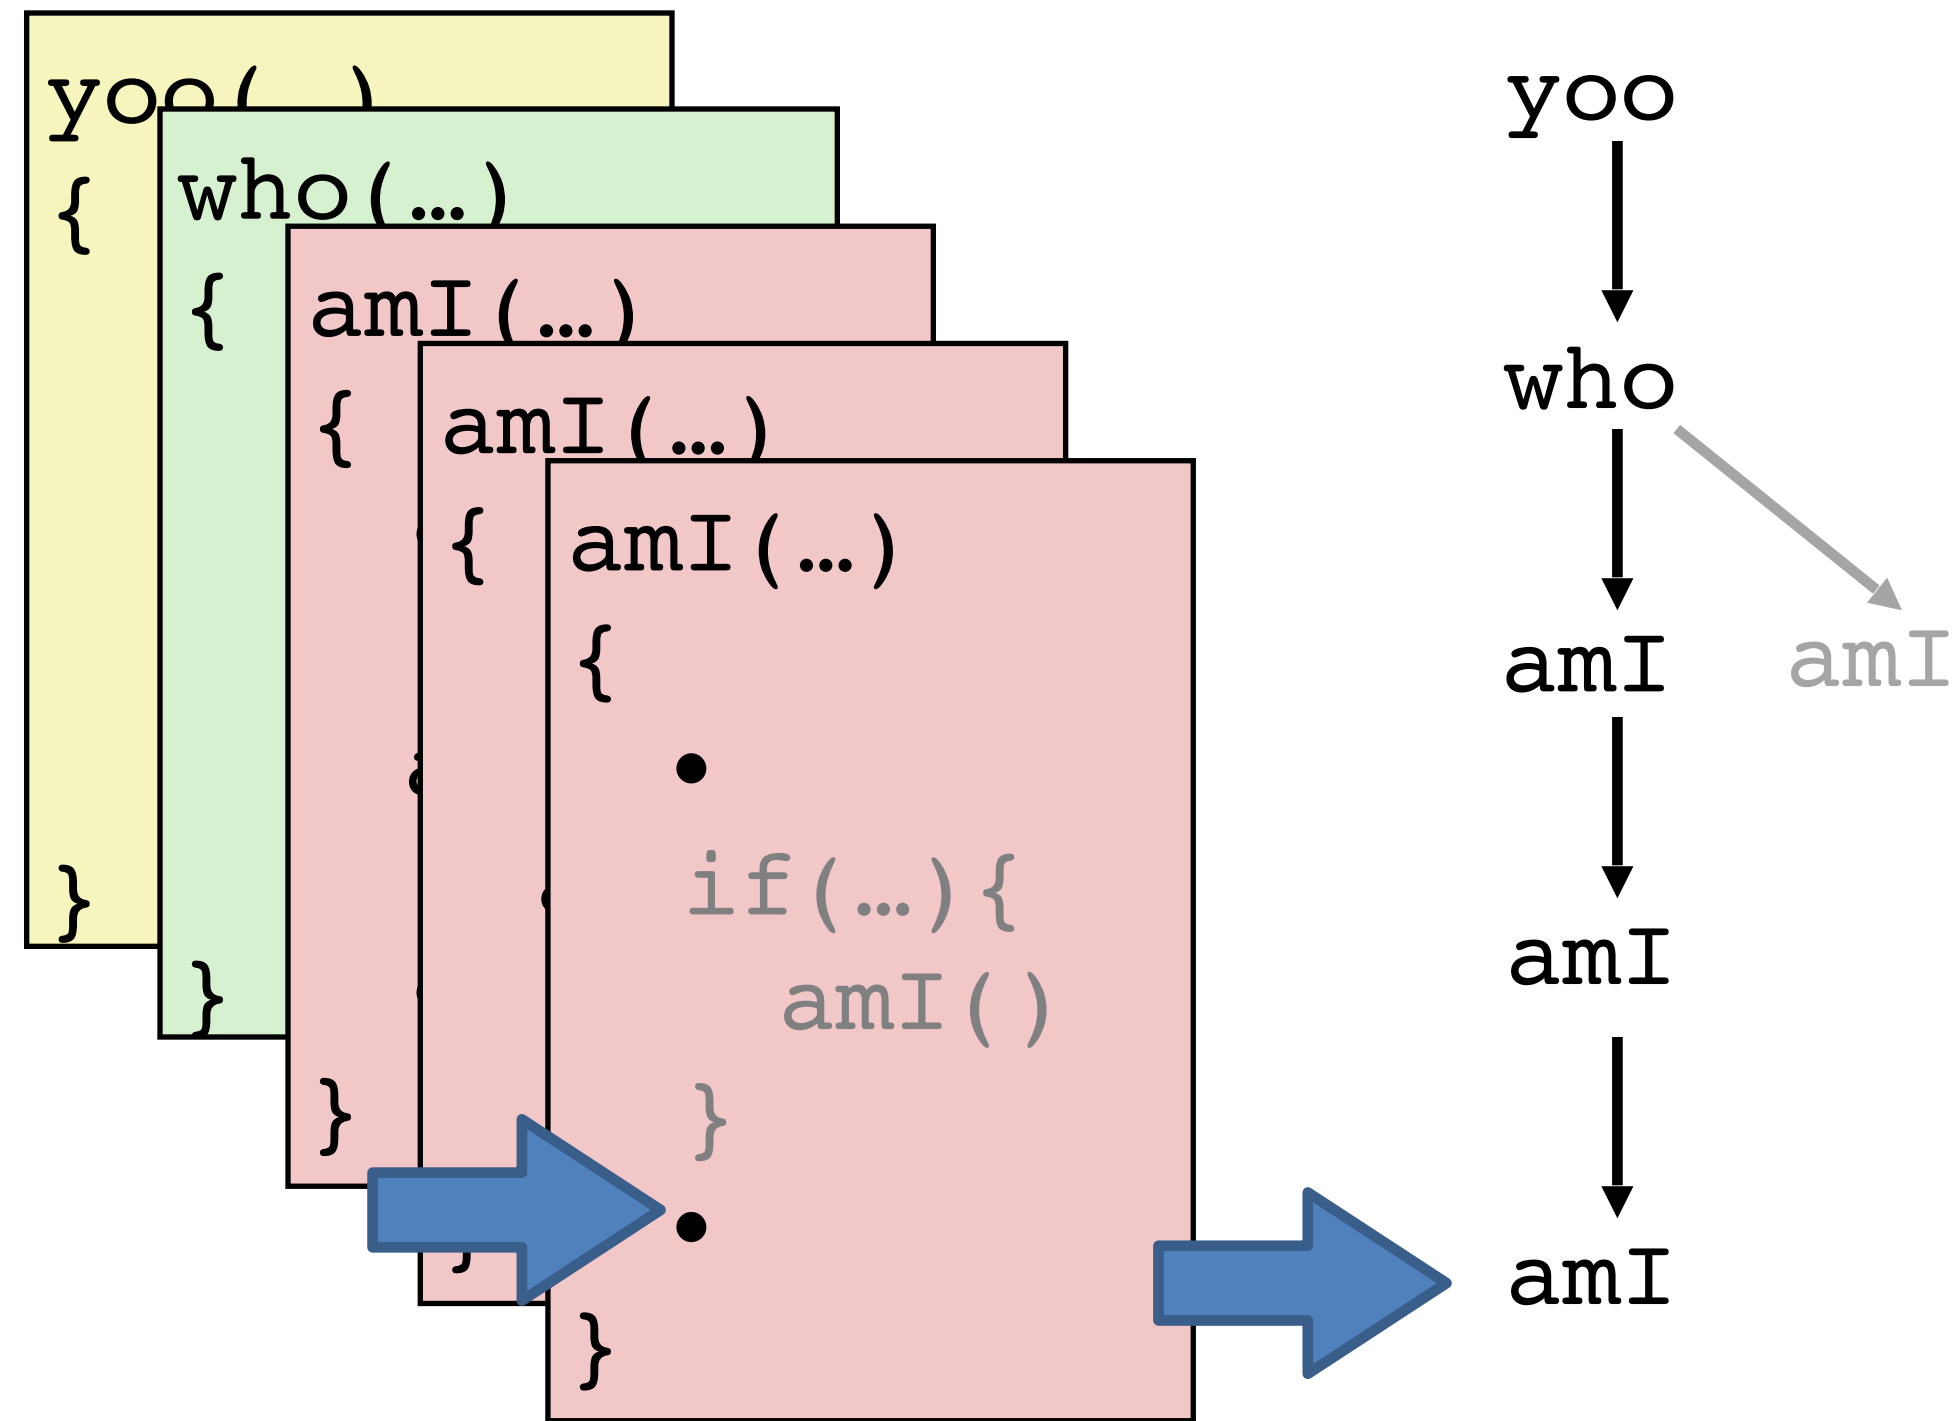 yoo(…)
{
}
who(…)
{
}
amI(…)
{
}
amI(…)
{
}
amI(…)
{
•
if(…){
amI()
}
•
}
yoo
who
amI
amI
amI
amI